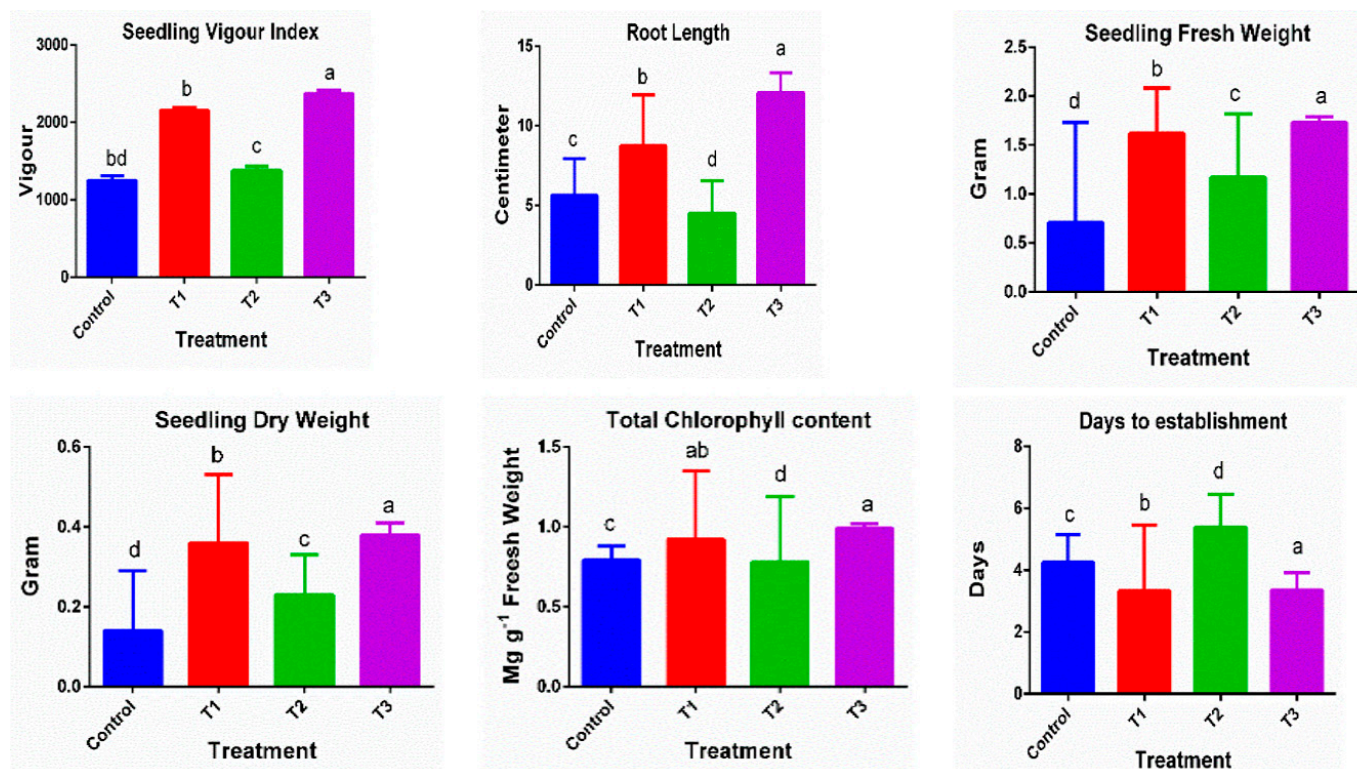 Seedling Vigour Index
Vigour
3000
2000
1000
0
bd
b
c
a
Control
T1
T2
T3
Treatment
Root Length
Centimeter
15
10
5
0
c
b
d
a
Control
T1
T2
T3
Treatment
Seedling Fresh Weight
Gram
2.5
2.0
1.5
1.0
0.5
0.0
d
b
c
a
Control
T1
T2
T3
Treatment
Seedling Dry Weight
Gram
0.6
0.4
0.2
0.0
d
b
c
a
Control
T1
T2
T3
Treatment
Total Chlorophyll content
Mg g⁻¹ Freesh Weight
1.5
1.0
0.5
0.0
c
ab
d
a
Control
T1
T2
T3
Treatment
Days to establishment
Days
8
6
4
2
0
c
b
d
a
Control
T1
T2
T3
Treatment